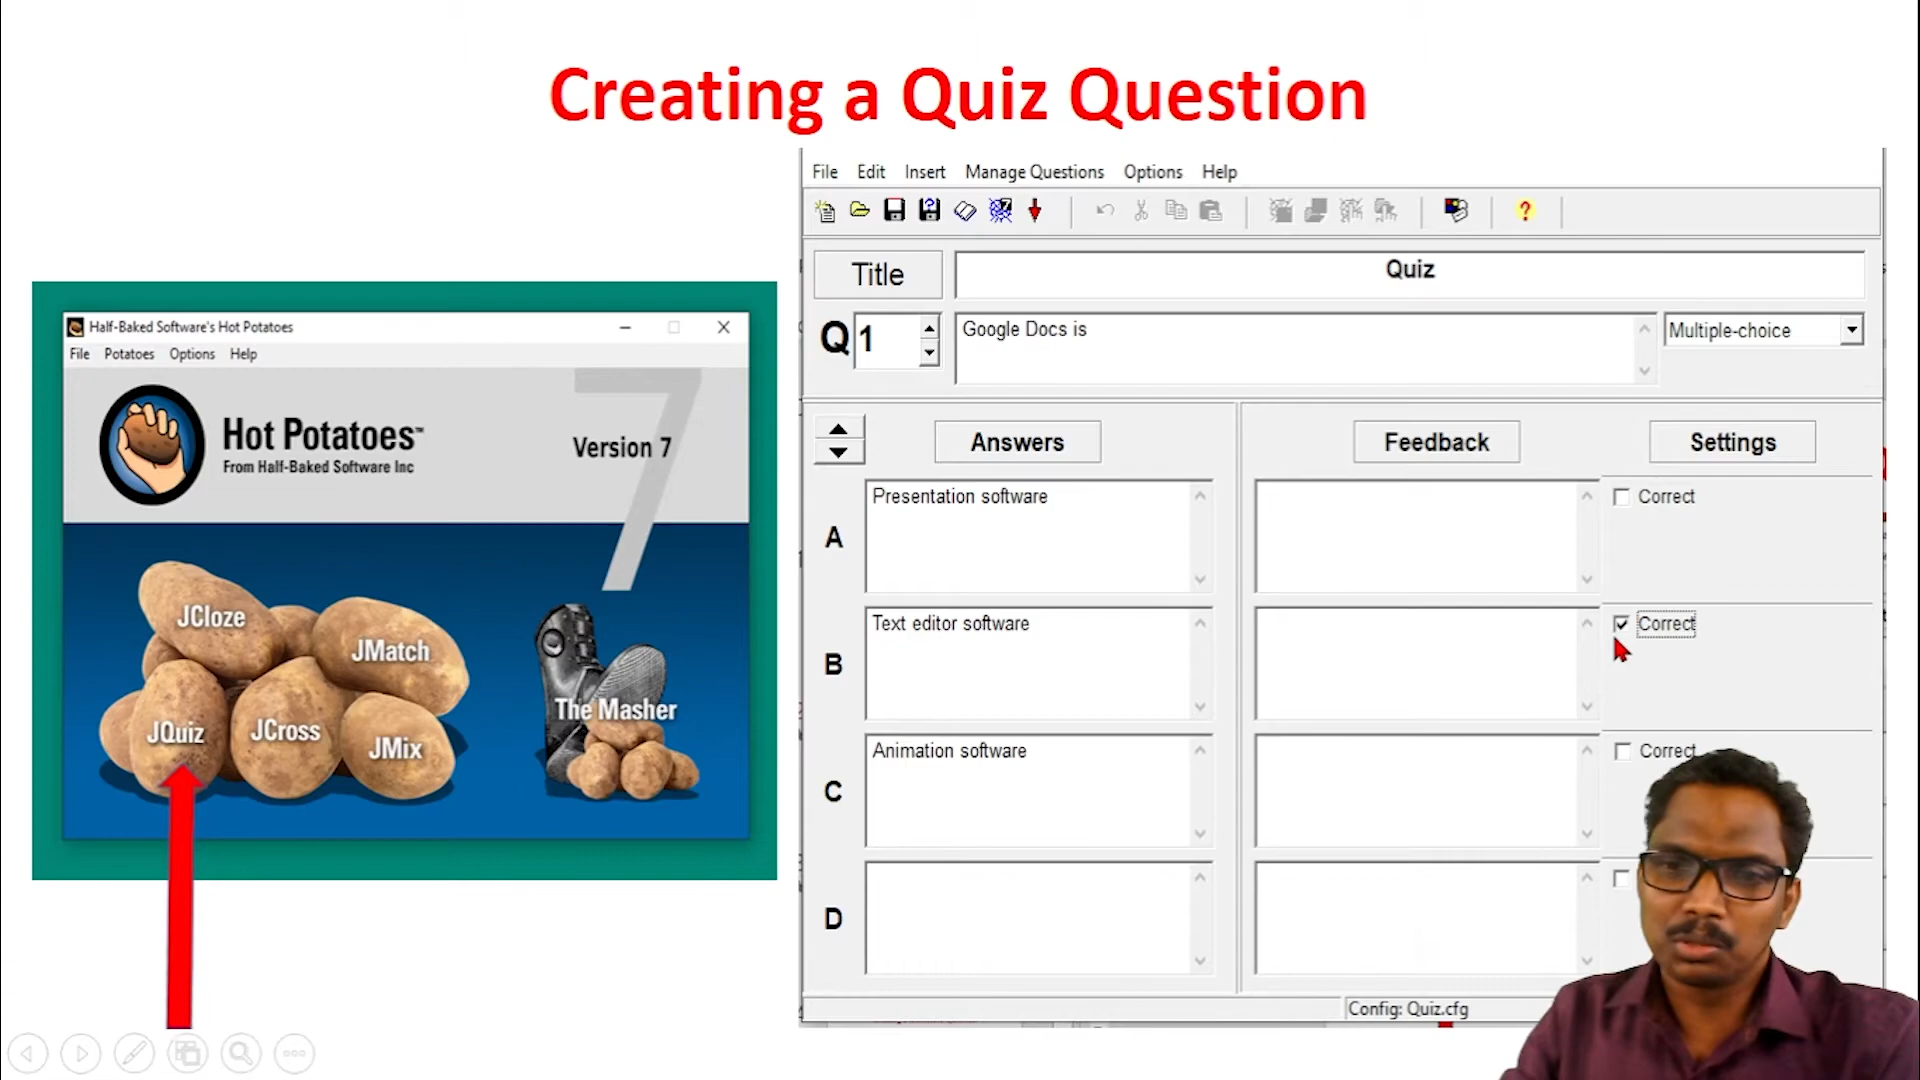 Creating a Quiz Question
Half-Baked Software's Hot Potatoes
File Potatoes Options Help
Hot Potatoes™
From Half-Baked Software Inc
Version 7
7
JCloze
JMatch
JQuiz
JCross
JMix
The Masher
File Edit Insert Manage Questions Options Help
Title
Quiz
Q 1
Google Docs is
Multiple-choice
Answers
Feedback
Settings
A
Presentation software
Correct
B
Text editor software
Correct
C
Animation software
Correct
D
Config: Quiz.cfg